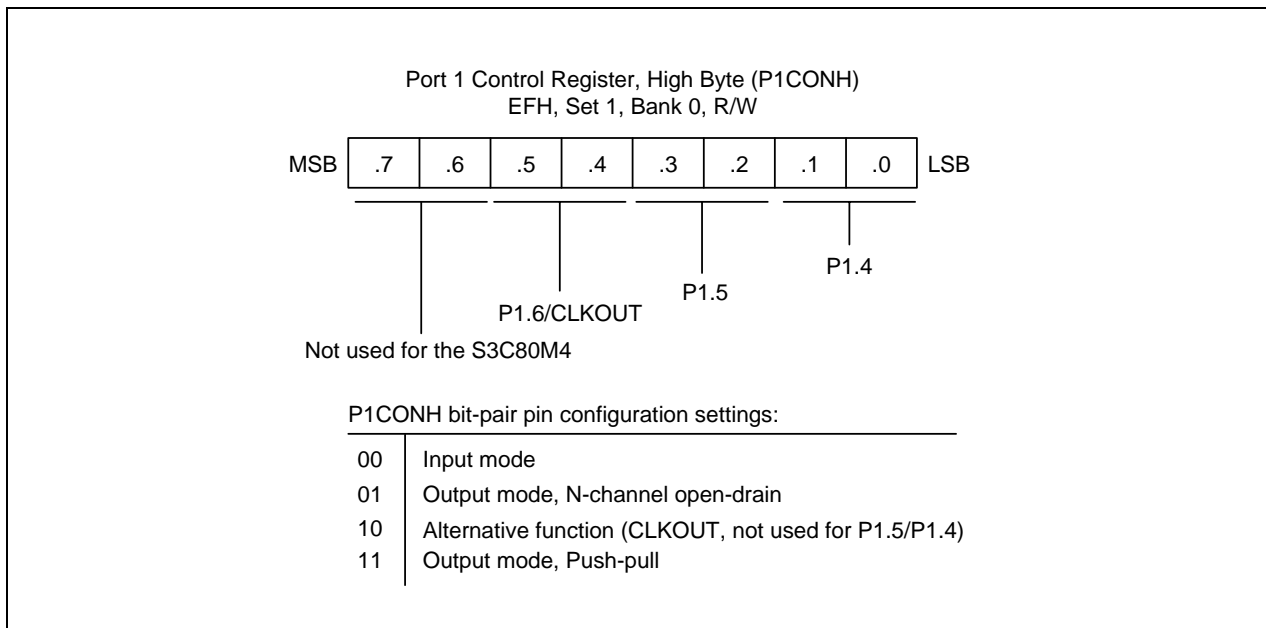 Port 1 Control Register, High Byte (P1CONH)
EFH, Set 1, Bank 0, R/W
MSB .7 .6 .5 .4 .3 .2 .1 .0 LSB
P1.4
P1.5
P1.6/CLKOUT
Not used for the S3C80M4
P1CONH bit-pair pin configuration settings:
00 Input mode
01 Output mode, N-channel open-drain
10 Alternative function (CLKOUT, not used for P1.5/P1.4)
11 Output mode, Push-pull